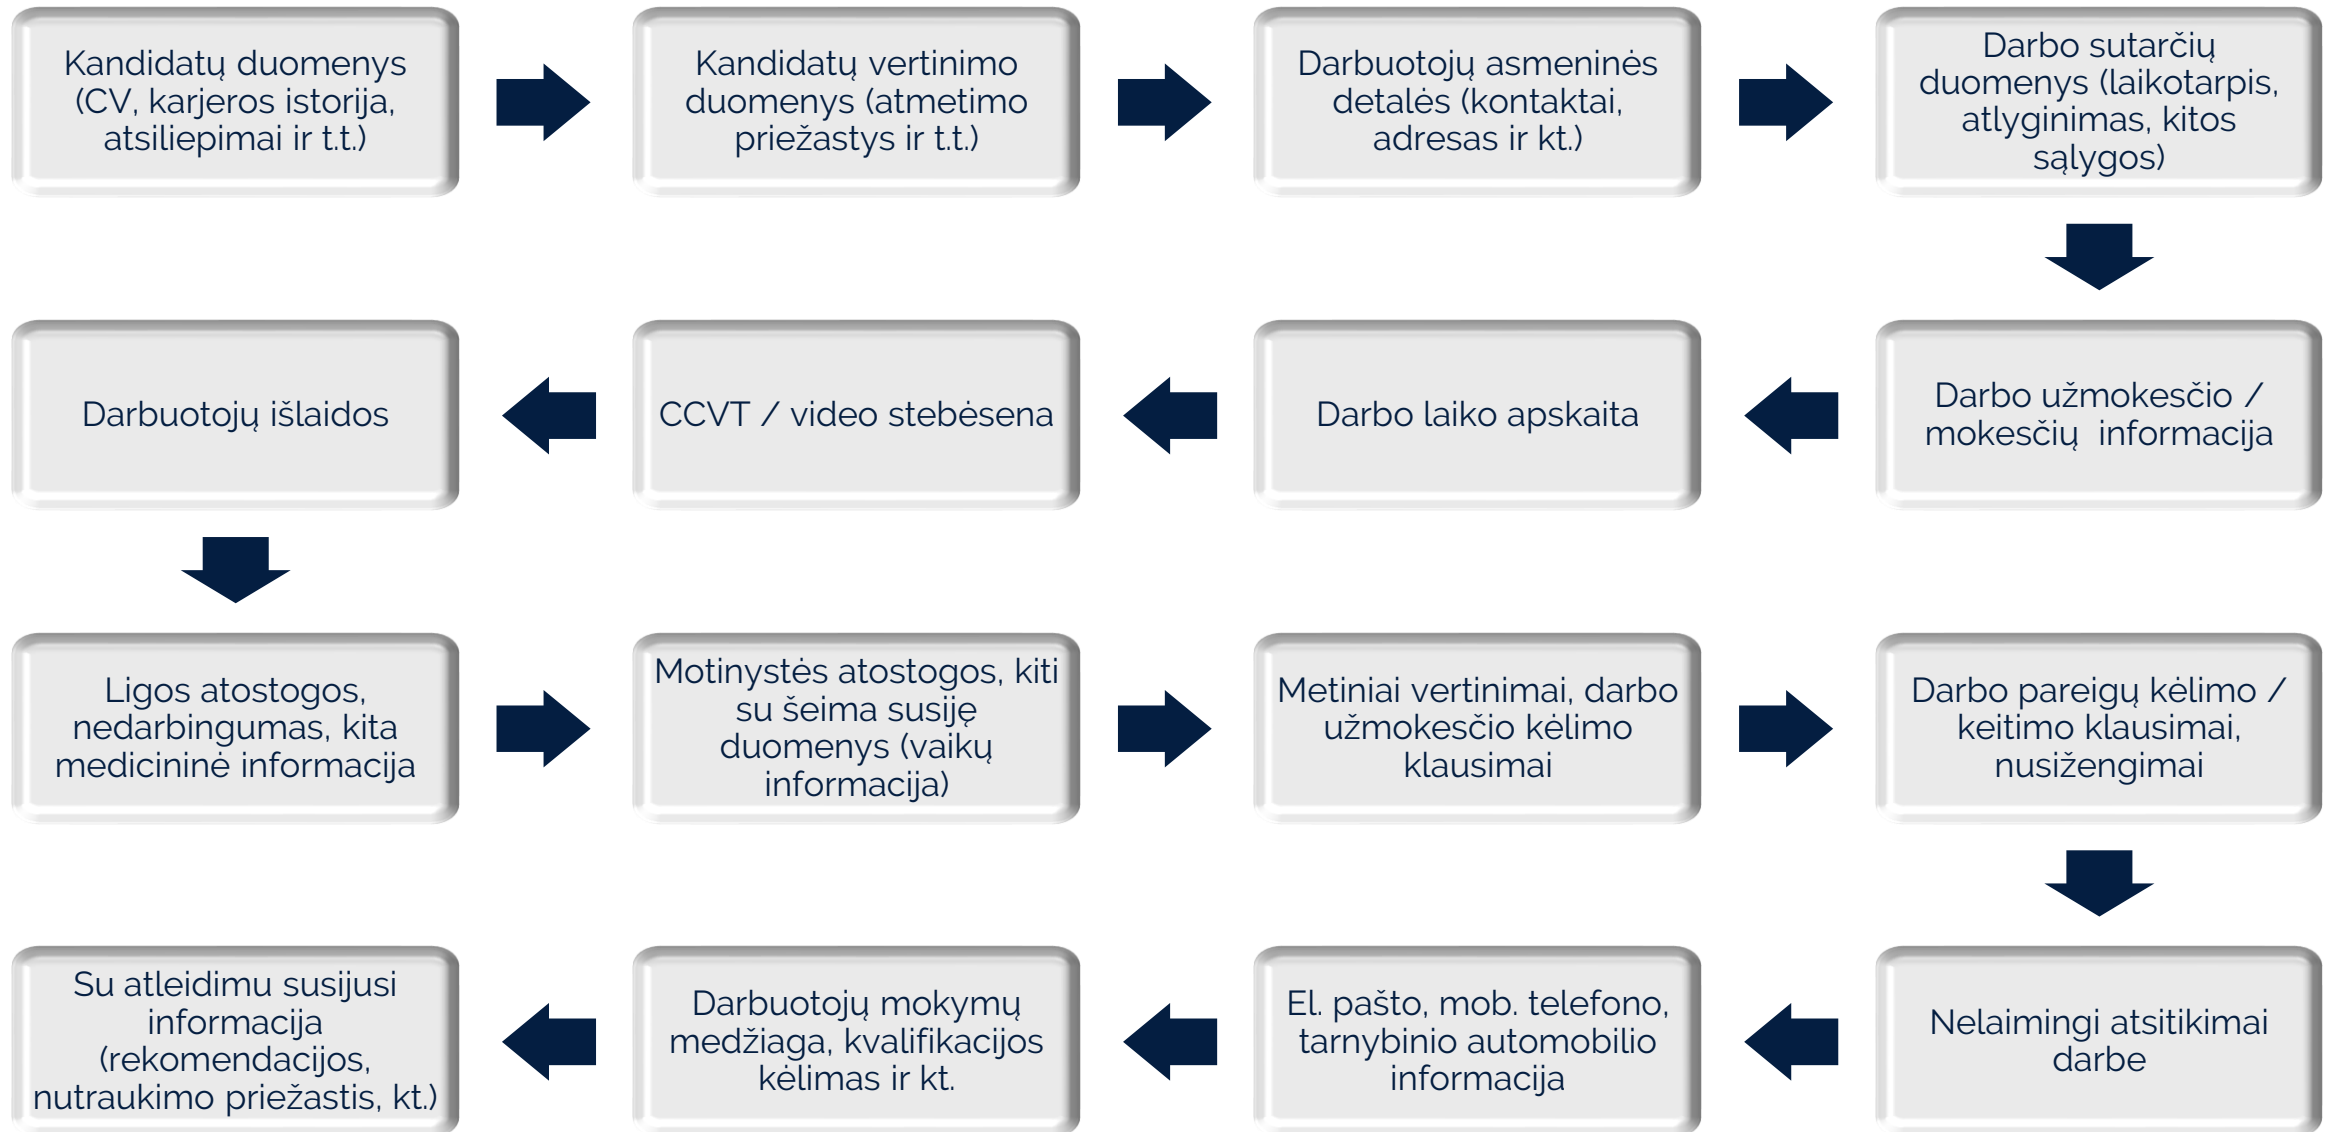 Kandidatų duomenys
(CV, karjeros istorija,
atsiliepimai ir t.t.)
Kandidatų vertinimo
duomenys (atmetimo
priežastys ir t.t.)
Darbuotojų asmeninės
detalės (kontaktai,
adresas ir kt.)
Darbo sutarčių
duomenys (laikotarpis,
atlyginimas, kitos
sąlygos)
Darbo užmokesčio /
mokesčių informacija
Darbo laiko apskaita
CCVT / video stebėsena
Darbuotojų išlaidos
Ligos atostogos,
nedarbingumas, kita
medicininė informacija
Motinystės atostogos, kiti
su šeima susiję
duomenys (vaikų
informacija)
Metiniai vertinimai, darbo
užmokesčio kėlimo
klausimai
Darbo pareigų kėlimo /
keitimo klausimai,
nusižengimai
Nelaimingi atsitikimai
darbe
El. pašto, mob. telefono,
tarnybinio automobilio
informacija
Darbuotojų mokymų
medžiaga, kvalifikacijos
kėlimas ir kt.
Su atleidimu susijusi
informacija
(rekomendacijos,
nutraukimo priežastis, kt.)